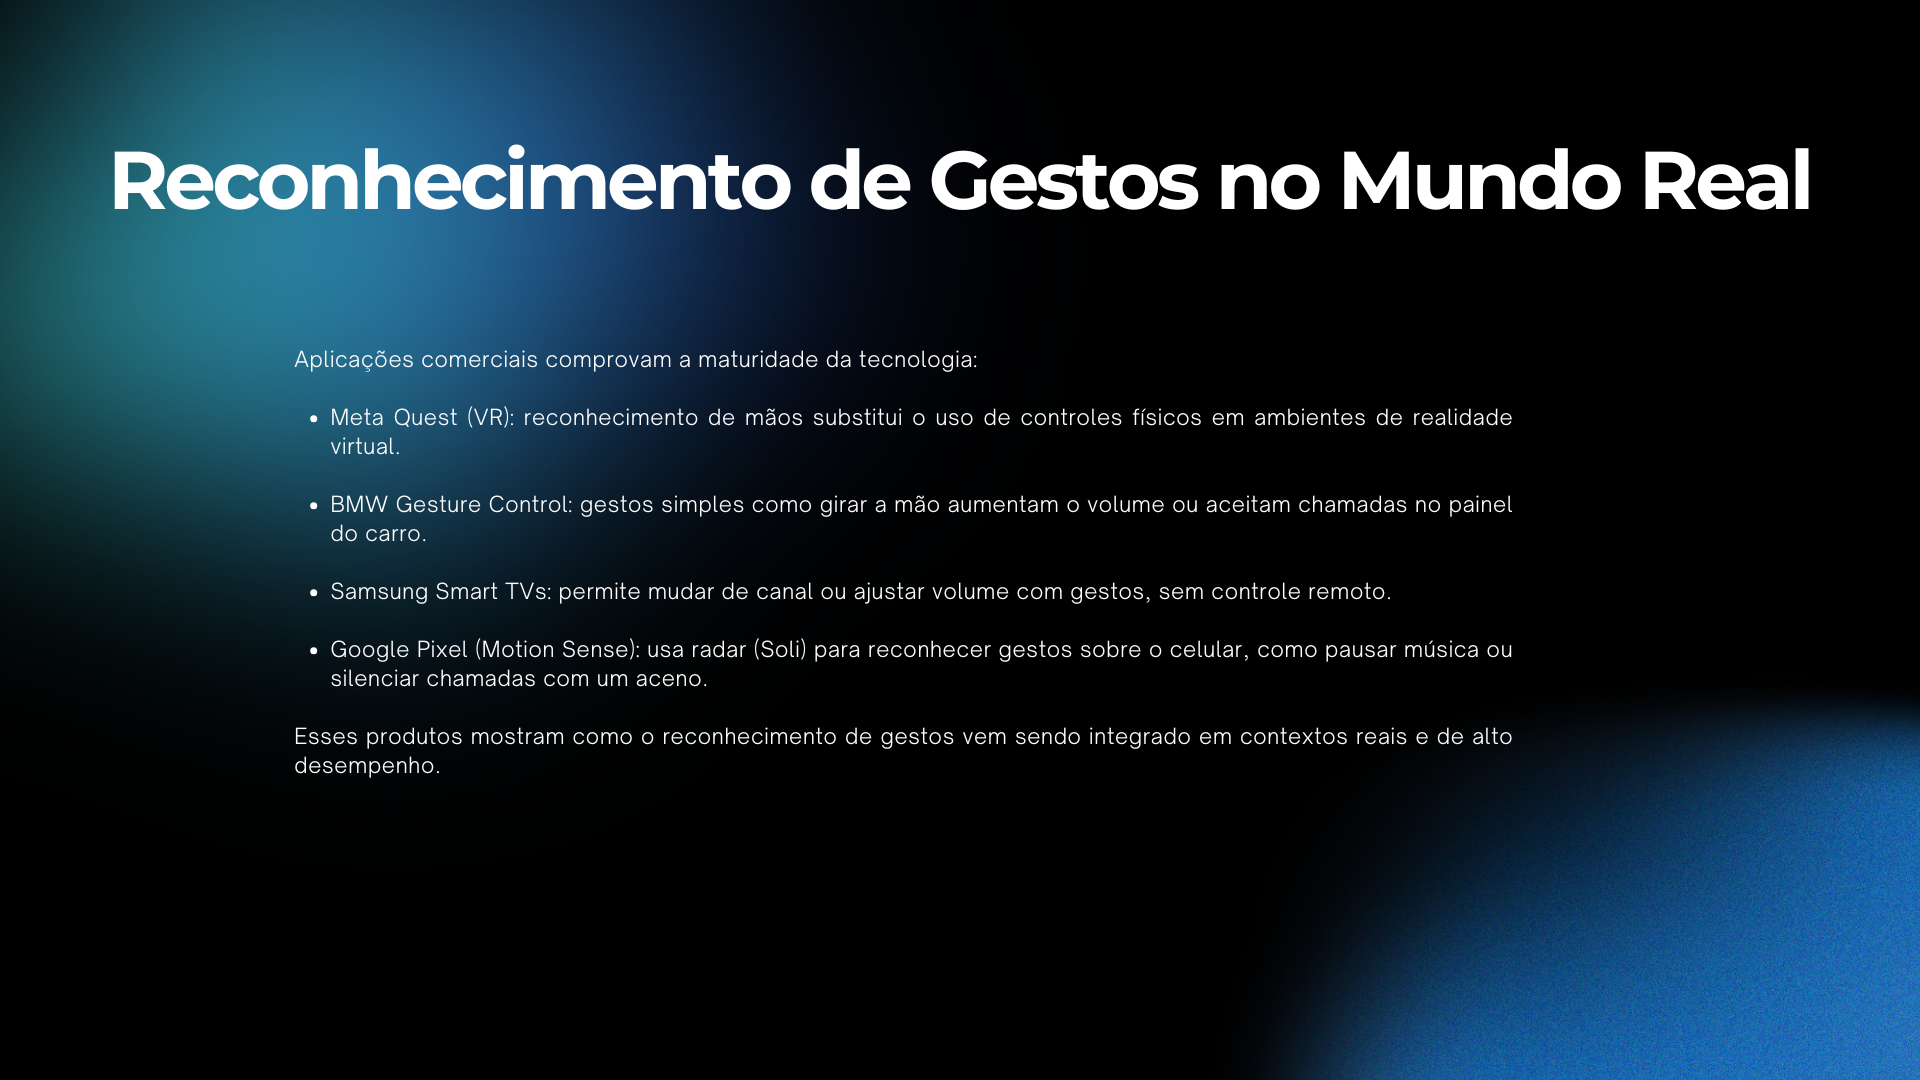 Reconhecimento de Gestos no Mundo Real
Aplicações comerciais comprovam a maturidade da tecnologia:
• Meta Quest (VR): reconhecimento de mãos substitui o uso de controles físicos em ambientes de realidade
virtual.
• BMW Gesture Control: gestos simples como girar a mão aumentam o volume ou aceitam chamadas no painel
do carro.
• Samsung Smart TVs: permite mudar de canal ou ajustar volume com gestos, sem controle remoto.
• Google Pixel (Motion Sense): usa radar (Soli) para reconhecer gestos sobre o celular, como pausar música ou
silenciar chamadas com um aceno.
Esses produtos mostram como o reconhecimento de gestos vem sendo integrado em contextos reais e de alto
desempenho.